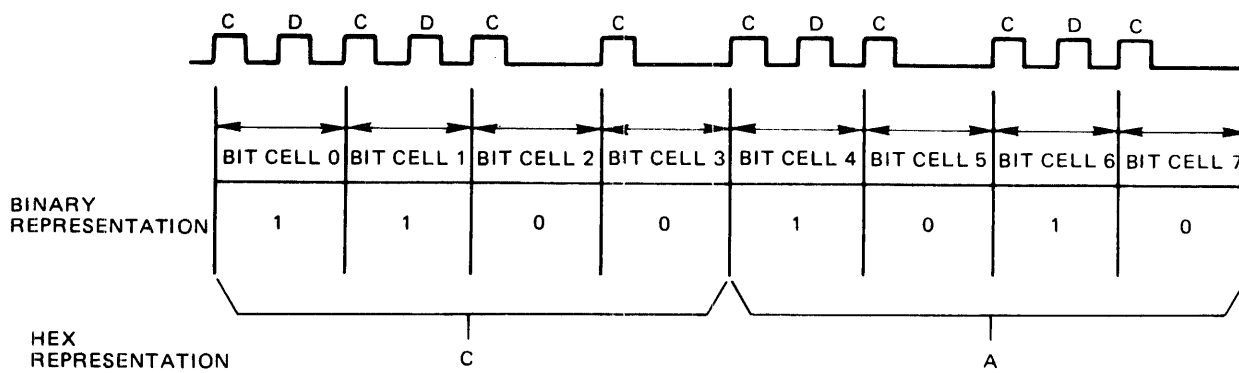 C D C D C C C D C C D C
BIT CELL 0 BIT CELL 1 BIT CELL 2 BIT CELL 3 BIT CELL 4 BIT CELL 5 BIT CELL 6 BIT CELL 7
BINARY
REPRESENTATION 1 1 0 0 1 0 1 0
HEX
REPRESENTATION C A